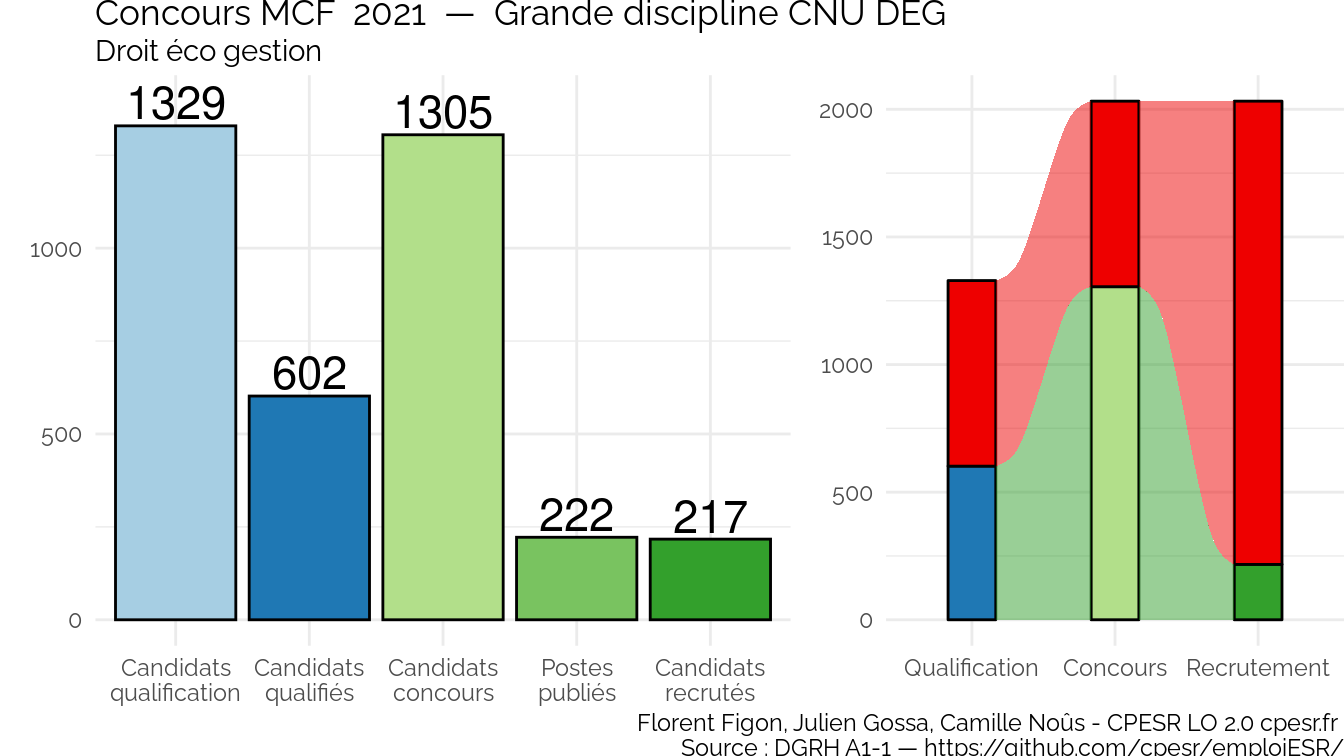 Concours MCF 2021 — Grande discipline CNU DEG
Droit éco gestion
1329
602
1305
222
217
1000
500
0
Candidats qualification
Candidats qualifiés
Candidats concours
Postes publiés
Candidats recrutés
2000
1500
1000
500
0
Qualification
Concours
Recrutement
Florent Figon, Julien Gossa, Camille Noûs - CPESR LO 2.0 cpesr.fr
Source : DGRH A1-1 — https://github.com/cpesr/emploiESR/